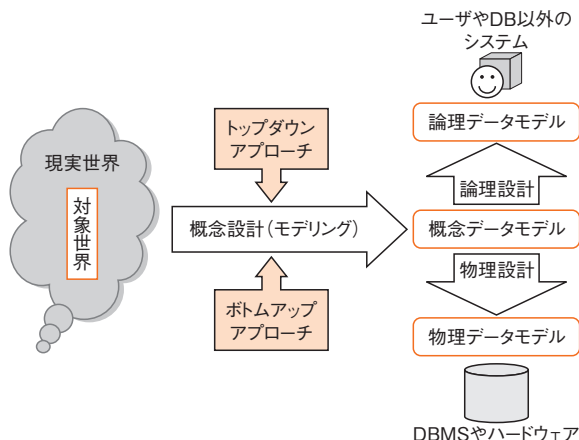 ユーザやDB以外の
システム
論理データモデル
トップダウン
アプローチ
現実世界
対象世界
論理設計
概念設計(モデリング)
概念データモデル
物理設計
ボトムアップ
アプローチ
物理データモデル
DBMSやハードウェア